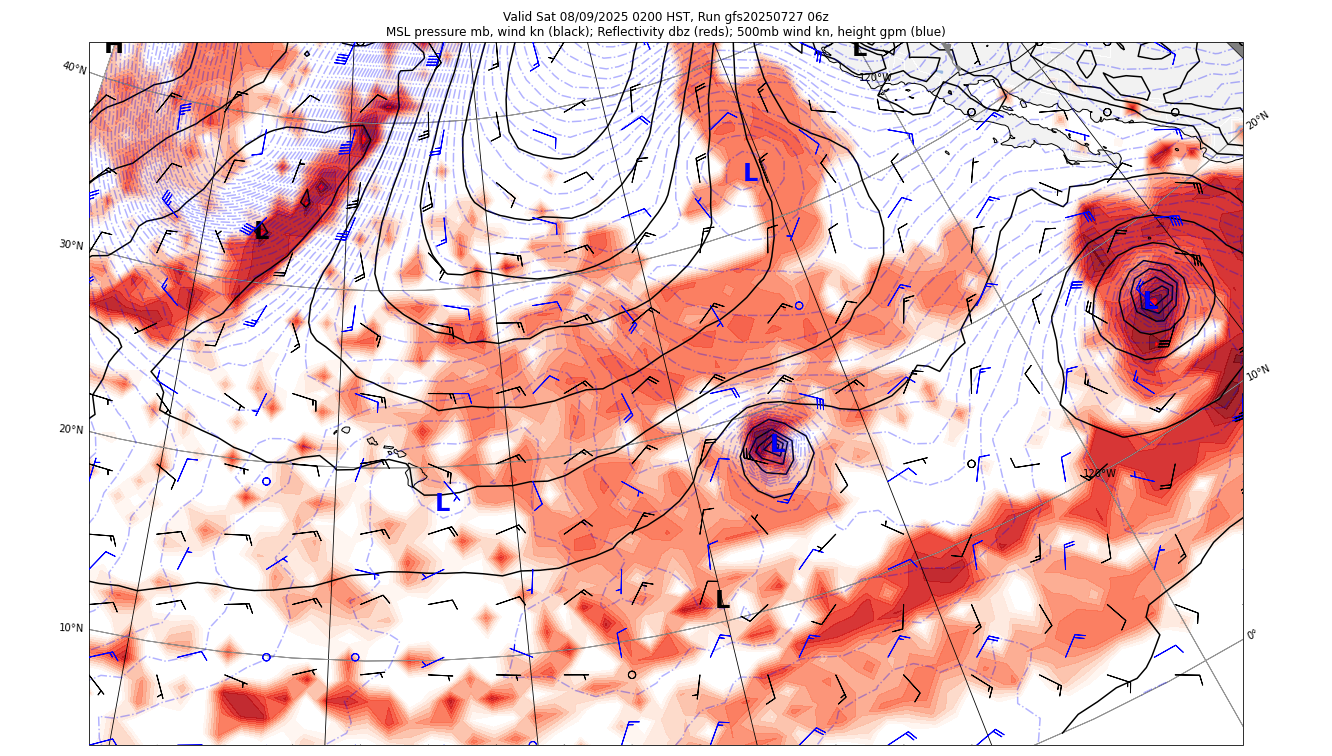 Valid Sat 08/09/2025 0200 HST, Run gfs20250727 06z
MSL pressure mb, wind kn (black); Reflectivity dbz (reds); 500mb wind kn, height gpm (blue)
H
L
40°N
120°W
20°N
L
L
30°N
L
10°N
20°N
L
120°W
L
L
10°N
0°